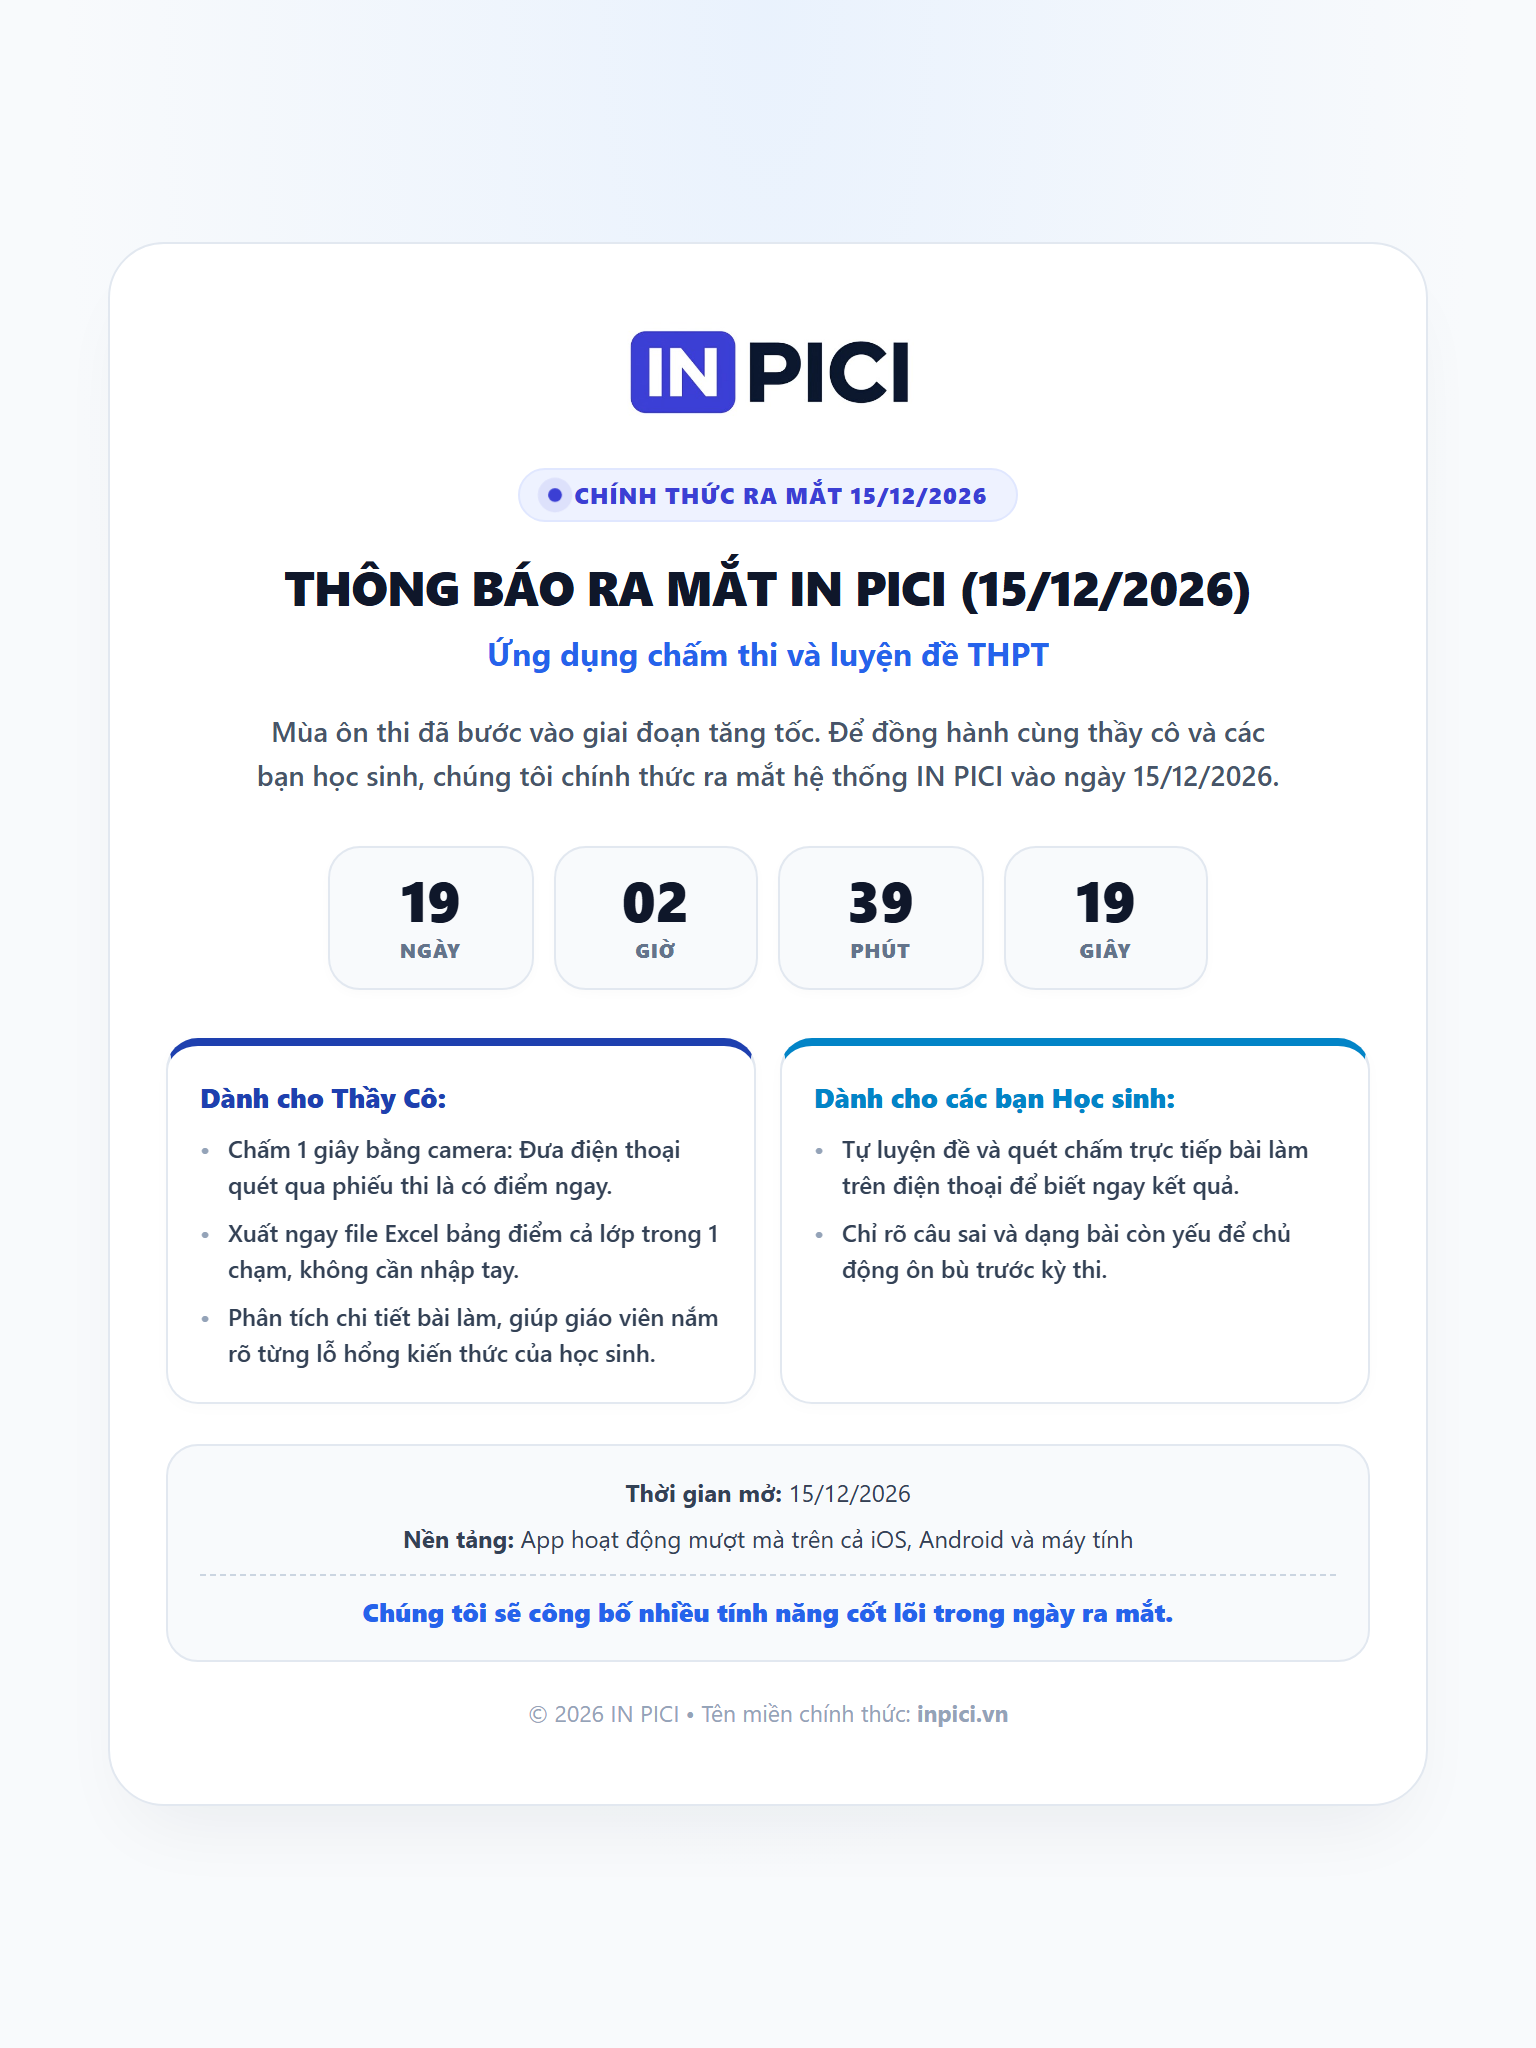 IN PICI
CHÍNH THỨC RA MẮT 15/12/2026
THÔNG BÁO RA MẮT IN PICI (15/12/2026)
Ứng dụng chấm thi và luyện đề THPT
Mùa ôn thi đã bước vào giai đoạn tăng tốc. Để đồng hành cùng thầy cô và các
bạn học sinh, chúng tôi chính thức ra mắt hệ thống IN PICI vào ngày 15/12/2026.
19 02 39 19
NGÀY GIỜ PHÚT GIÂY
Dành cho Thầy Cô:
• Chấm 1 giây bằng camera: Đưa điện thoại
quét qua phiếu thi là có điểm ngay.
• Xuất ngay file Excel bảng điểm cả lớp trong 1
chạm, không cần nhập tay.
• Phân tích chi tiết bài làm, giúp giáo viên nắm
rõ từng lỗ hổng kiến thức của học sinh.
Dành cho các bạn Học sinh:
• Tự luyện đề và quét chấm trực tiếp bài làm
trên điện thoại để biết ngay kết quả.
• Chỉ rõ câu sai và dạng bài còn yếu để chủ
động ôn bù trước kỳ thi.
Thời gian mở: 15/12/2026
Nền tảng: App hoạt động mượt mà trên cả iOS, Android và máy tính
Chúng tôi sẽ công bố nhiều tính năng cốt lõi trong ngày ra mắt.
© 2026 IN PICI • Tên miền chính thức: inpici.vn